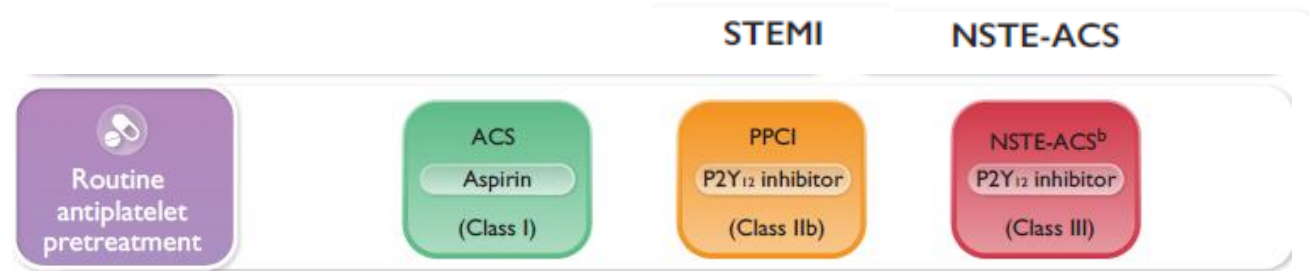 STEMI
NSTE-ACS
Routine
antiplatelet
pretreatment
ACS
Aspirin
(Class I)
PPCI
P2Y₁₂ inhibitor
(Class IIb)
NSTE-ACSᵇ
P2Y₁₂ inhibitor
(Class III)